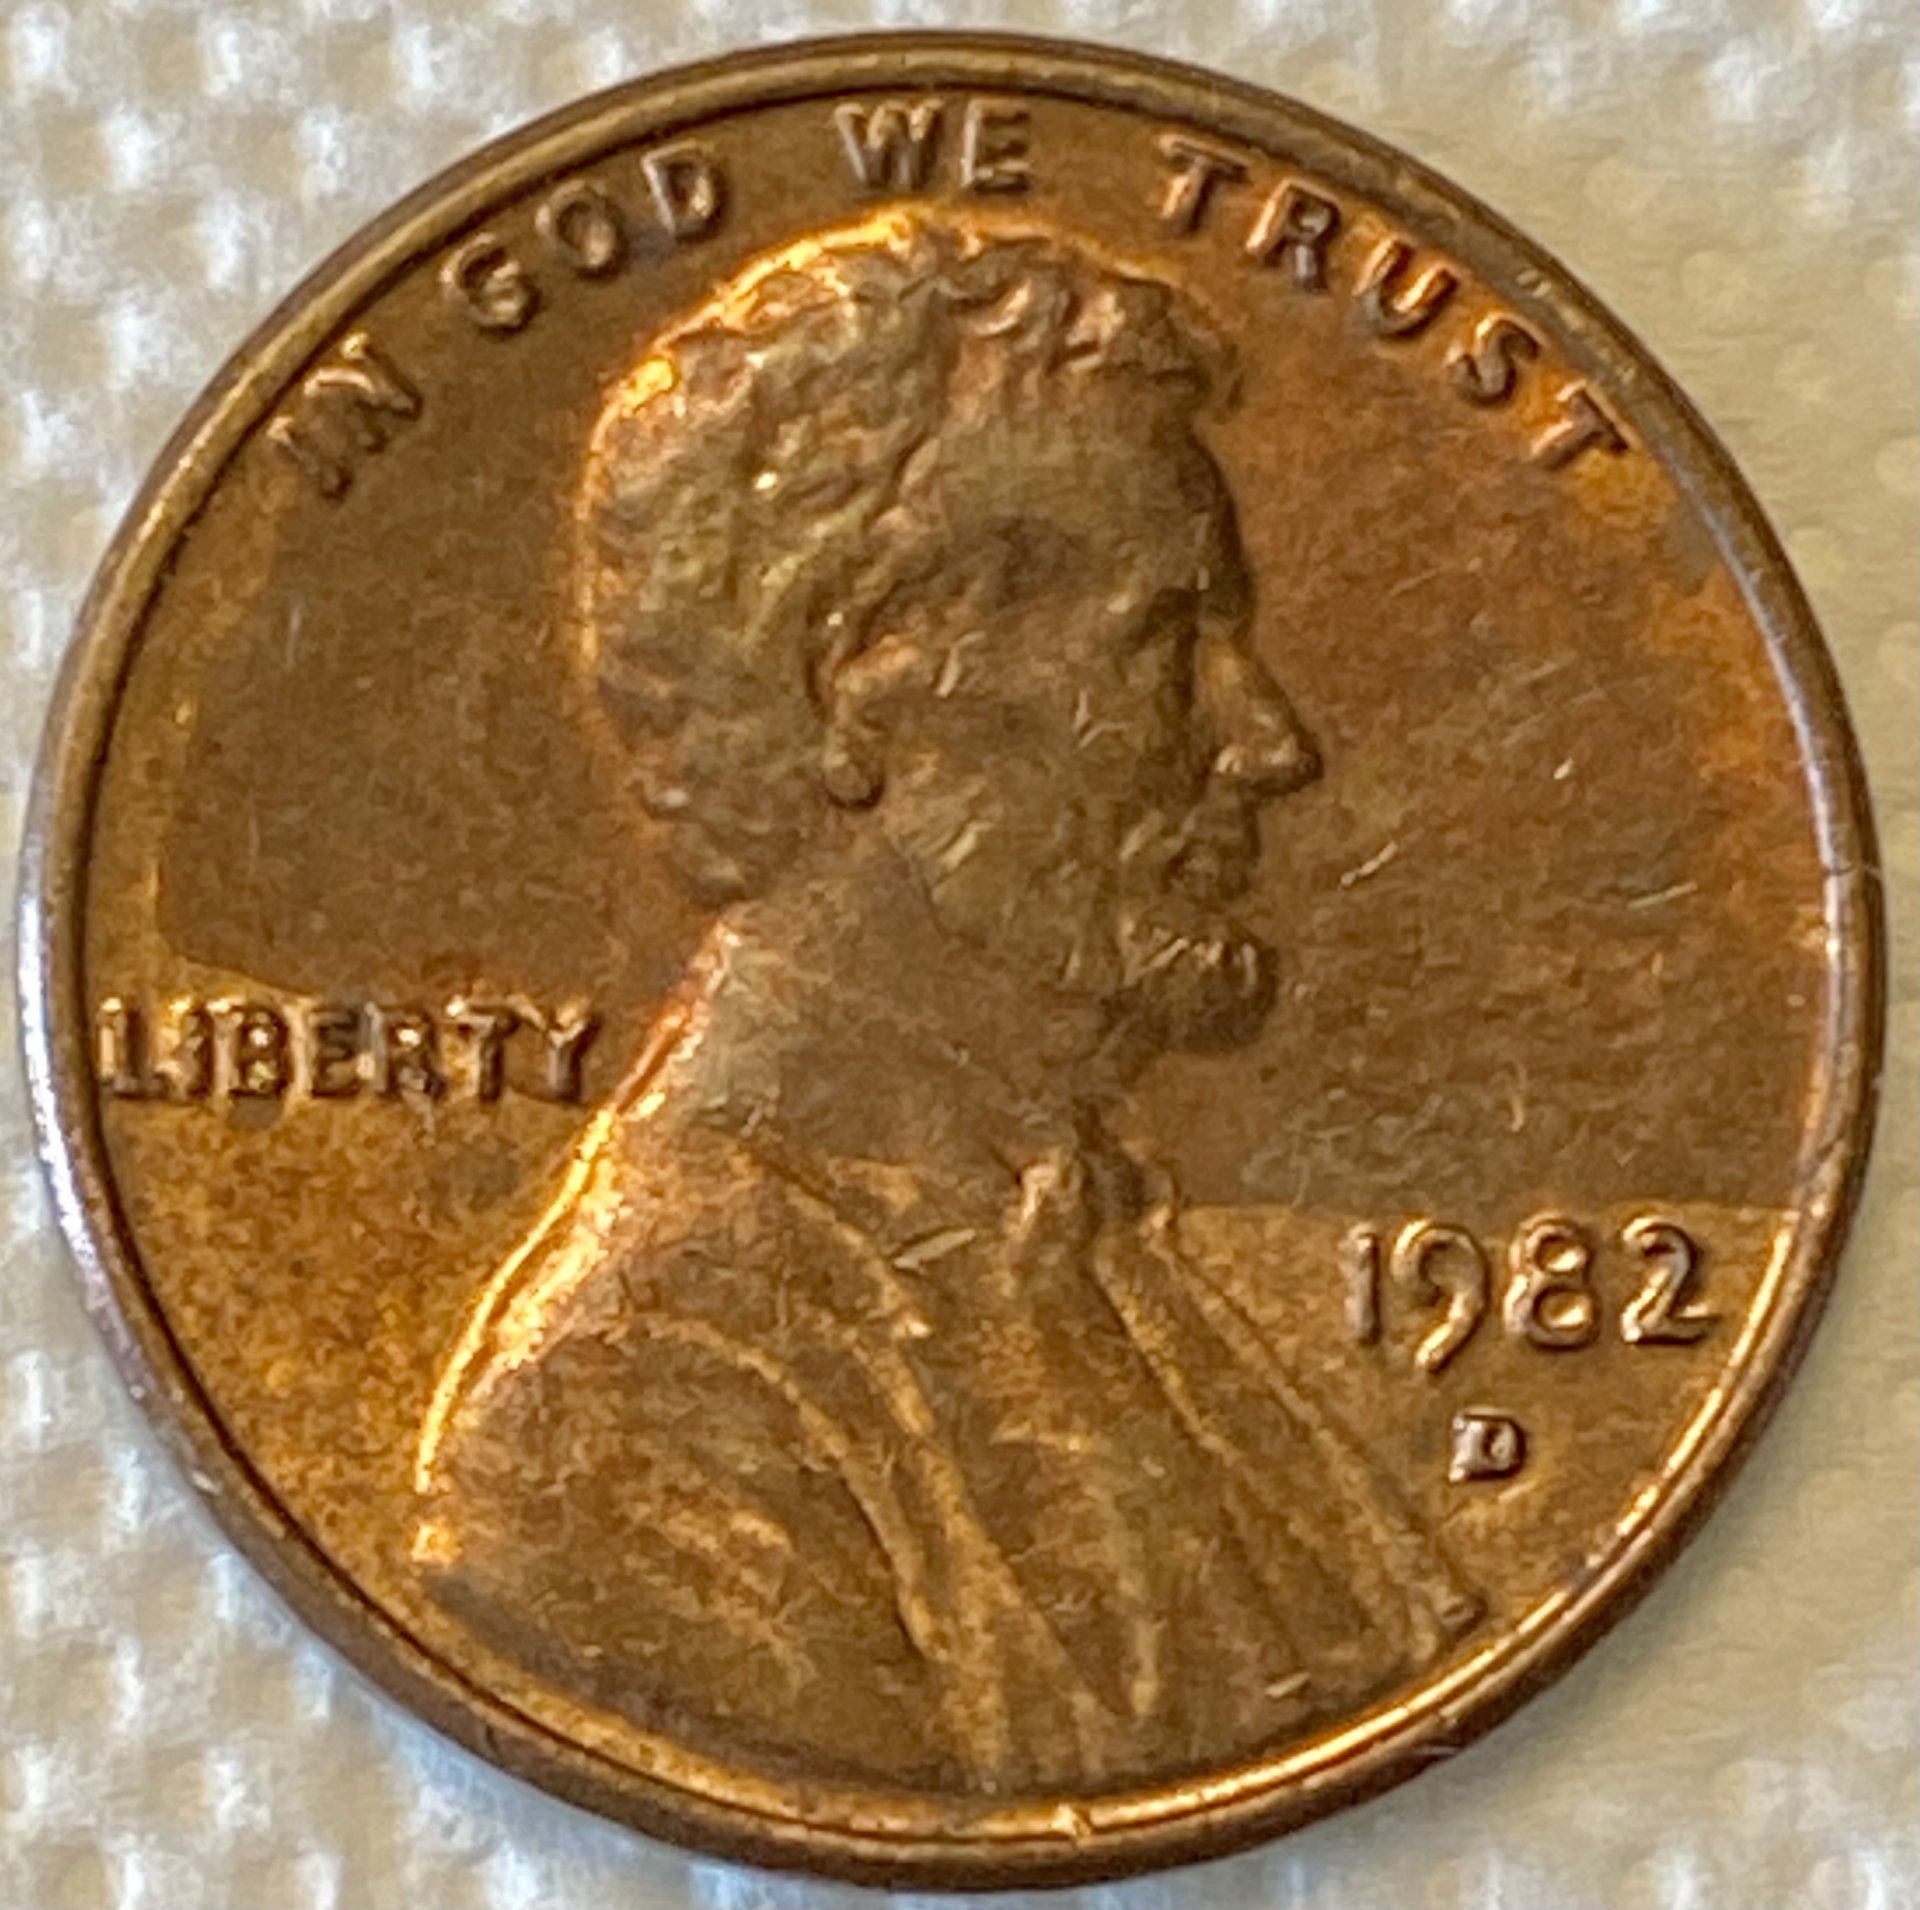 IN GOD WE TRUST
LIBERTY
1982
D